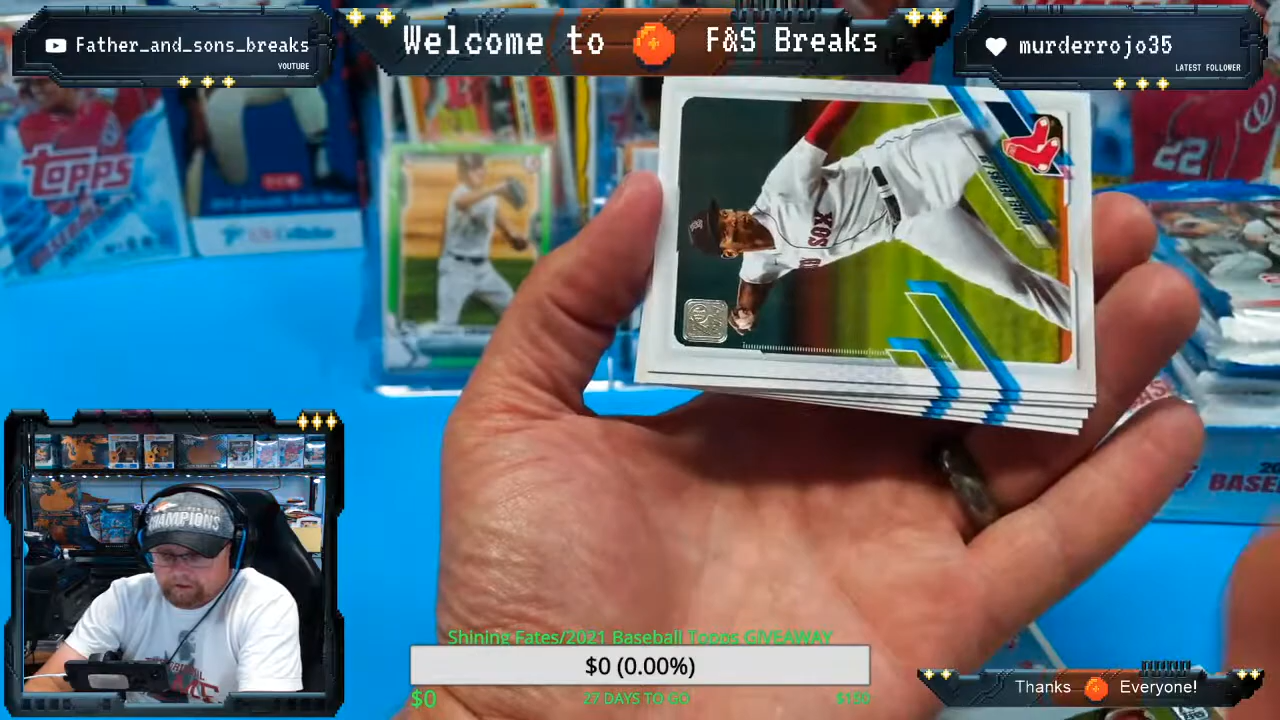 Father_and_sons_breaks
YOUTUBE
Welcome to F&S Breaks
murderrojo35
LATEST FOLLOWER
TOPPS
22
SOX
BASE
CHAMPIONS
Shining Fates/2021 Baseball Topps GIVEAWAY
$0 (0.00%)
$0
27 DAYS TO GO
$150
Thanks Everyone!